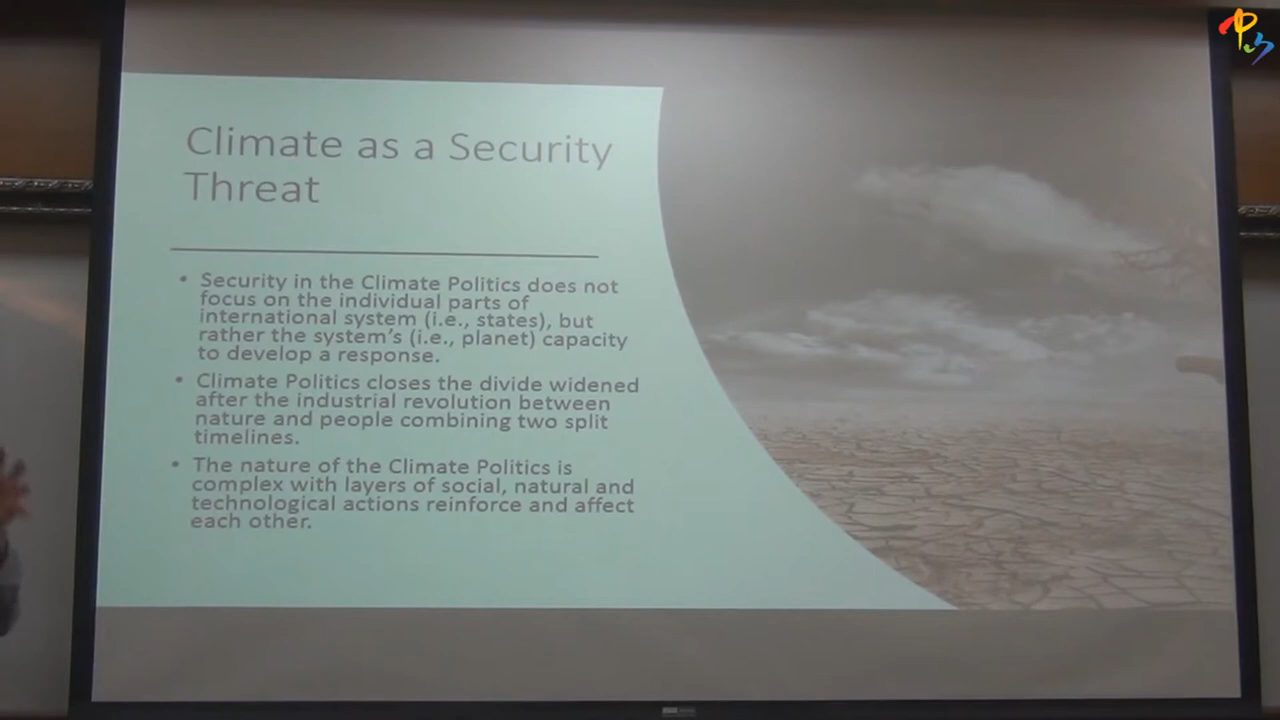 Climate as a Security
Threat
• Security in the Climate Politics does not
focus on the individual parts of
international system (i.e., states), but
rather the system's (i.e., planet) capacity
to develop a response.
• Climate Politics closes the divide widened
after the industrial revolution between
nature and people combining two split
timelines.
• The nature of the Climate Politics is
complex with layers of social, natural and
technological actions reinforce and affect
each other.